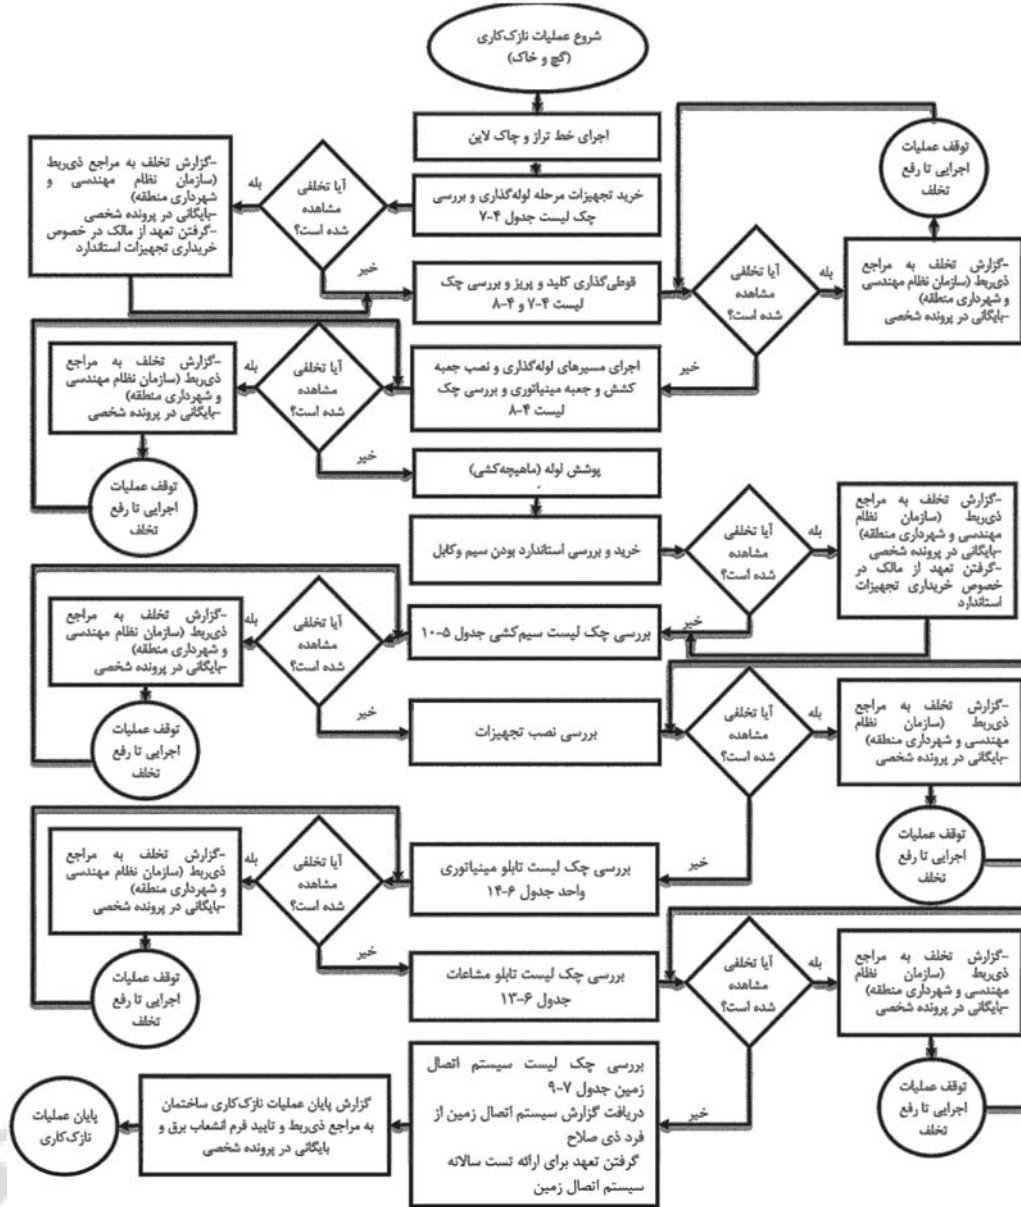 شروع عملیات نازک‌کاری
(گچ و خاک)
اجرای خط تراز و چاک لاین
خرید تجهیزات مرحله لوله‌گذاری و بررسی
چک لیست جدول ۴-۷
آیا تخلفی
مشاهده
شده است؟
بله
خیر
-گزارش تخلف به مراجع ذی‌ربط
(سازمان نظام مهندسی و
شهرداری منطقه)
-بایگانی در پرونده شخصی
-گرفتن تعهد از مالک در خصوص
خریداری تجهیزات استاندارد
قوطی‌گذاری کلید و پریز و بررسی چک
لیست ۴-۷ و ۴-۸
آیا تخلفی
مشاهده
شده است؟
بله
خیر
-گزارش تخلف به مراجع
ذی‌ربط (سازمان نظام مهندسی
و شهرداری منطقه)
-بایگانی در پرونده شخصی
توقف عملیات
اجرایی تا رفع
تخلف
اجرای مسیرهای لوله‌گذاری و نصب جعبه
کشش و جعبه مینیاتوری و بررسی چک
لیست ۴-۸
آیا تخلفی
مشاهده
شده است؟
بله
خیر
-گزارش تخلف به مراجع
ذی‌ربط (سازمان نظام مهندسی
و شهرداری منطقه)
-بایگانی در پرونده شخصی
توقف عملیات
اجرایی تا رفع
تخلف
پوشش لوله (ماهیچه‌کشی)
خرید و بررسی استاندارد بودن سیم وکابل
آیا تخلفی
مشاهده
شده است؟
بله
خیر
-گزارش تخلف به مراجع
ذی‌ربط (سازمان نظام
مهندسی و شهرداری منطقه)
-بایگانی در پرونده شخصی
-گرفتن تعهد از مالک در
خصوص خریداری تجهیزات
استاندارد
بررسی چک لیست سیم‌کشی جدول ۵-۱۰
آیا تخلفی
مشاهده
شده است؟
بله
خیر
-گزارش تخلف به مراجع
ذی‌ربط (سازمان نظام مهندسی
و شهرداری منطقه)
-بایگانی در پرونده شخصی
توقف عملیات
اجرایی تا رفع
تخلف
بررسی نصب تجهیزات
آیا تخلفی
مشاهده
شده است؟
بله
خیر
-گزارش تخلف به مراجع
ذی‌ربط (سازمان نظام
مهندسی و شهرداری منطقه)
-بایگانی در پرونده شخصی
توقف عملیات
اجرایی تا رفع
تخلف
بررسی چک لیست تابلو مینیاتوری
واحد جدول ۶-۱۴
آیا تخلفی
مشاهده
شده است؟
بله
خیر
-گزارش تخلف به مراجع
ذی‌ربط (سازمان نظام مهندسی
و شهرداری منطقه)
-بایگانی در پرونده شخصی
توقف عملیات
اجرایی تا رفع
تخلف
بررسی چک لیست تابلو مشاعات
جدول ۶-۱۳
آیا تخلفی
مشاهده
شده است؟
بله
خیر
-گزارش تخلف به مراجع
ذی‌ربط (سازمان نظام
مهندسی و شهرداری منطقه)
-بایگانی در پرونده شخصی
توقف عملیات
اجرایی تا رفع
تخلف
بررسی چک لیست سیستم اتصال
زمین جدول ۷-۹
دریافت گزارش سیستم اتصال زمین از
فرد ذی صلاح
گرفتن تعهد برای ارائه تست سالانه
سیستم اتصال زمین
گزارش پایان عملیات نازک‌کاری ساختمان
به مراجع ذی‌ربط و تایید فرم انشعاب برق و
بایگانی در پرونده شخصی
پایان عملیات
نازک‌کاری